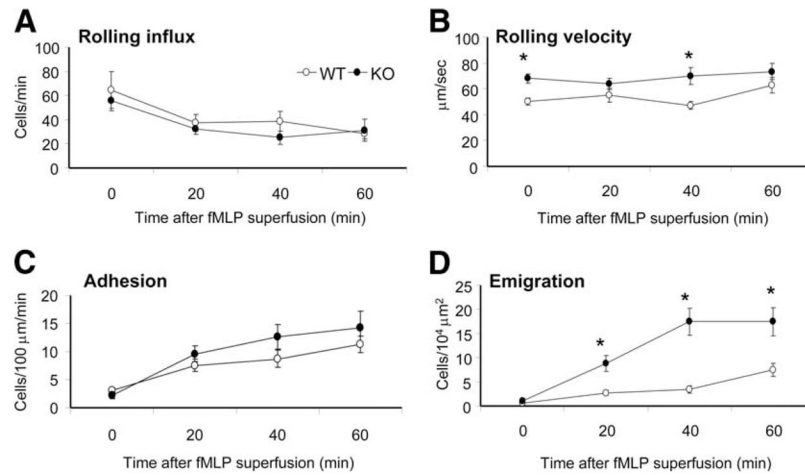 A
Rolling influx
100
80
60
40
20
0
Cells/min
WT KO
0 20 40 60
Time after fMLP superfusion (min)
B
Rolling velocity
100
80
60
40
20
0
μm/sec
* *
0 20 40 60
Time after fMLP superfusion (min)
C
Adhesion
20
15
10
5
0
Cells/100 μm/min
0 20 40 60
Time after fMLP superfusion (min)
D
Emigration
25
20
15
10
5
0
Cells/10⁴ μm²
* * *
0 20 40 60
Time after fMLP superfusion (min)